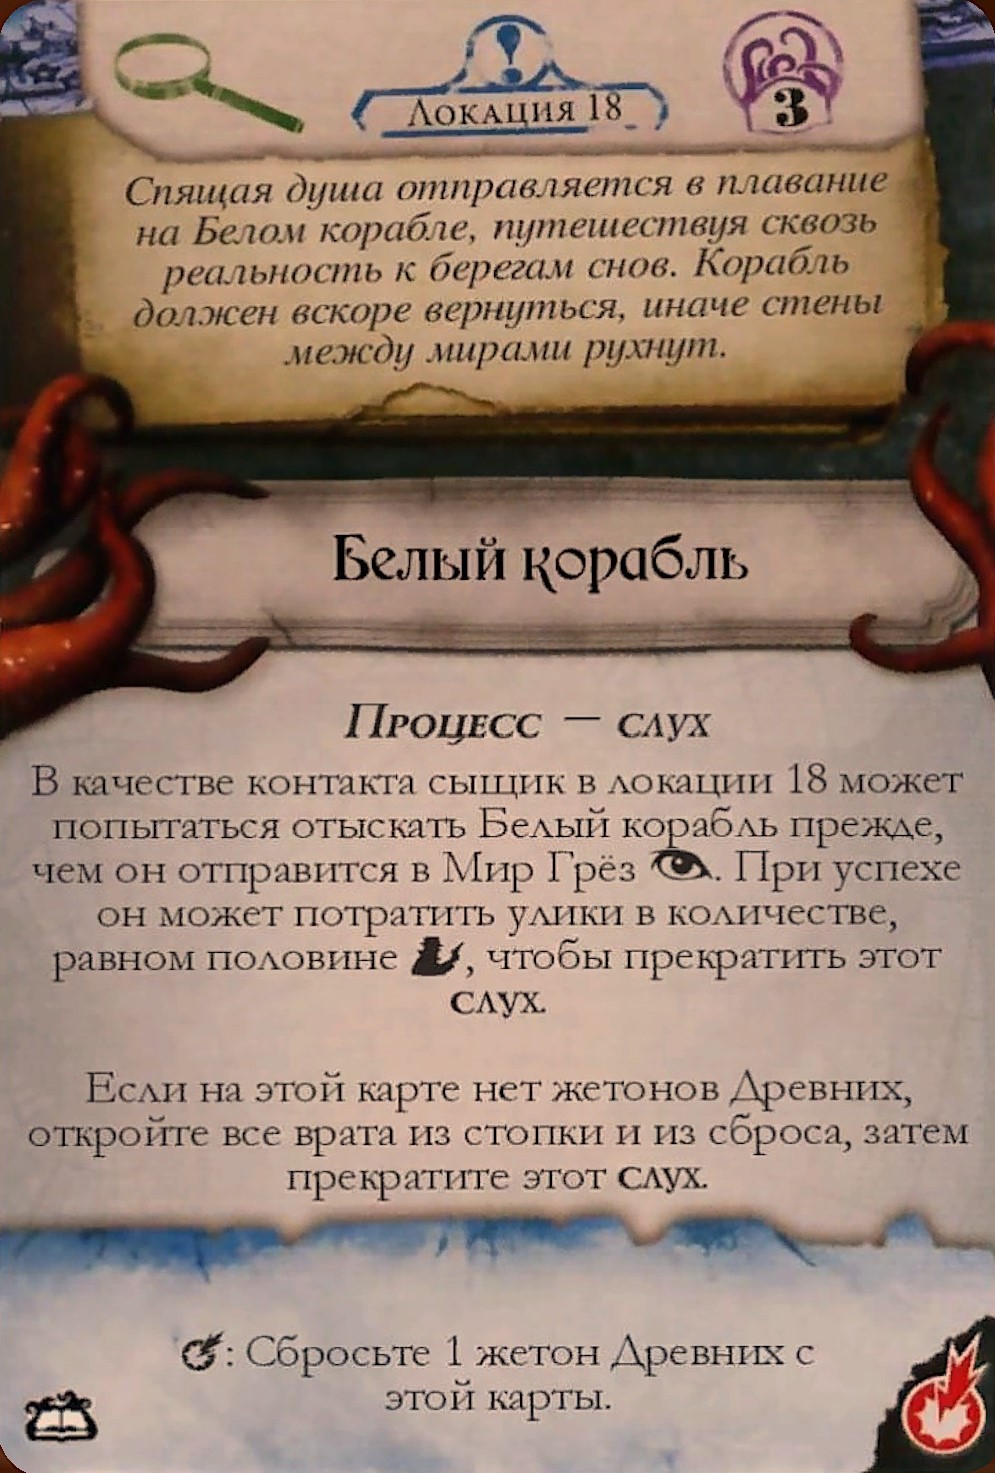 Локация 18
3
Спящая душа отправляется в плавание
на Белом корабле, путешествуя сквозь
реальность к берегам снов. Корабль
должен вскоре вернуться, иначе стены
между мирами рухнут.
Белый корабль
Процесс — слух
В качестве контакта сыщик в локации 18 может
попытаться отыскать Белый корабль прежде,
чем он отправится в Мир Грёз . При успехе
он может потратить улики в количестве,
равном половине , чтобы прекратить этот
слух.
Если на этой карте нет жетонов Древних,
откройте все врата из стопки и из сброса, затем
прекратите этот слух.
: Сбросьте 1 жетон Древних с
этой карты.